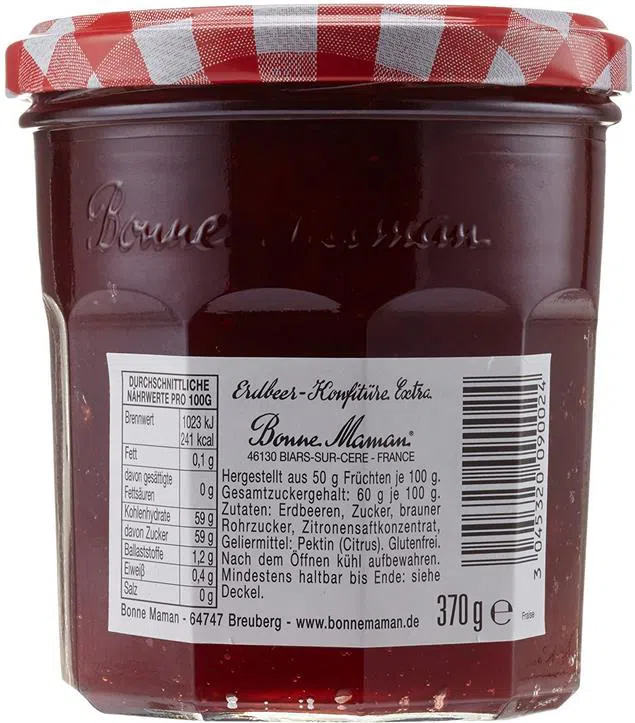 Bonne Maman
DURCHSCHNITTLICHE
NÄHRWERTE PRO 100G
Brennwert 1023 kJ
241 kcal
Fett 0,1 g
davon gesättigte
Fettsäuren 0 g
Kohlenhydrate 59 g
davon Zucker 59 g
Ballaststoffe 1,2 g
Eiweiß 0,4 g
Salz 0 g
Erdbeer-Konfitüre Extra
Bonne Maman®
46130 BIARS-SUR-CERE - FRANCE
Hergestellt aus 50 g Früchten je 100 g.
Gesamtzuckergehalt: 60 g je 100 g.
Zutaten: Erdbeeren, Zucker, brauner
Rohrzucker, Zitronensaftkonzentrat,
Geliermittel: Pektin (Citrus). Glutenfrei.
Nach dem Öffnen kühl aufbewahren.
Mindestens haltbar bis Ende: siehe
Deckel.
Bonne Maman - 64747 Breuberg - www.bonnemaman.de
370 g e
3 045320 090024
Fraise